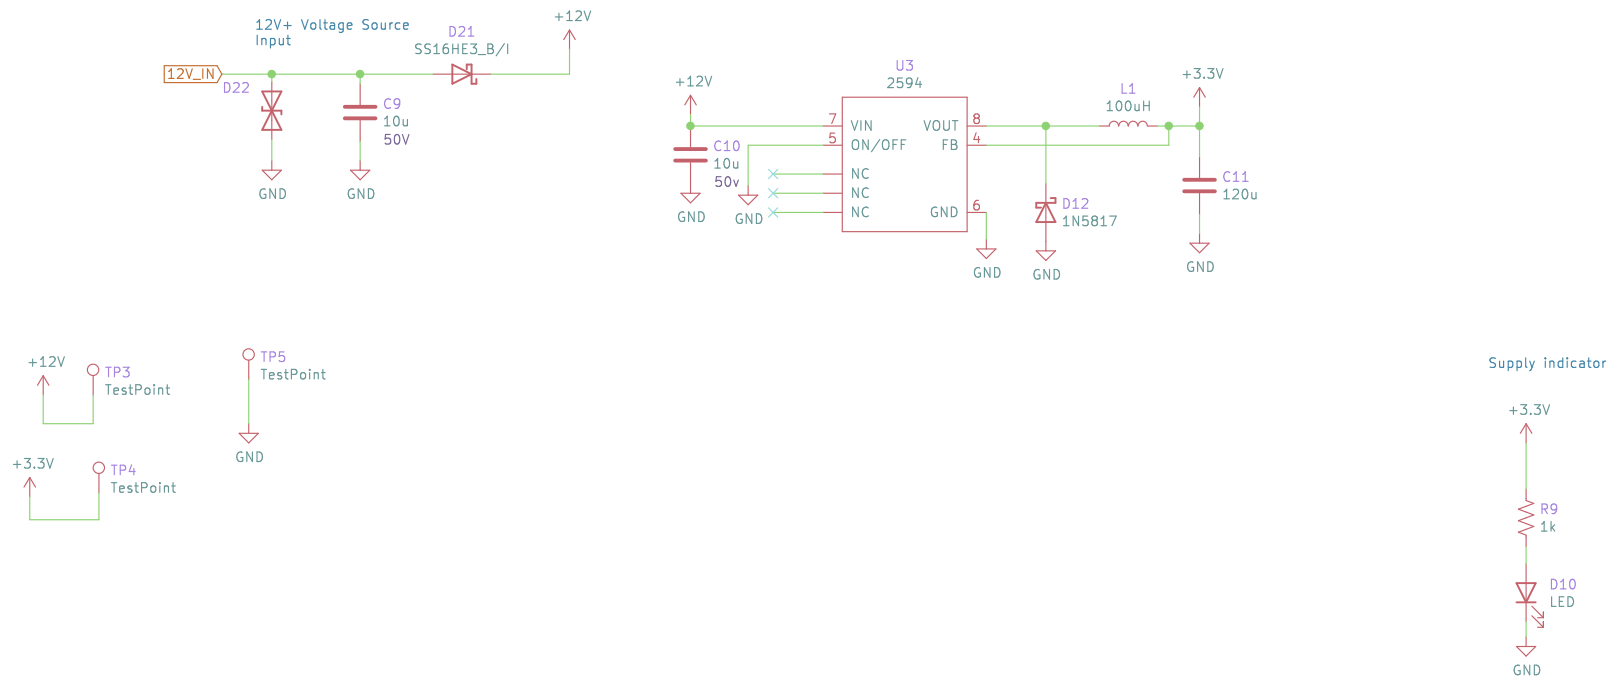 12V+ Voltage Source
Input
12V_IN
D22
C9
10u
50V
D21
SS16HE3_B/I
+12V
GND
GND
+12V
C10
10u
50v
GND
GND
U3
2594
7
VIN
5
ON/OFF
NC
NC
NC
8
VOUT
4
FB
6
GND
GND
D12
1N5817
GND
L1
100uH
+3.3V
C11
120u
GND
+12V
TP3
TestPoint
TP5
TestPoint
GND
+3.3V
TP4
TestPoint
Supply indicator
+3.3V
R9
1k
D10
LED
GND